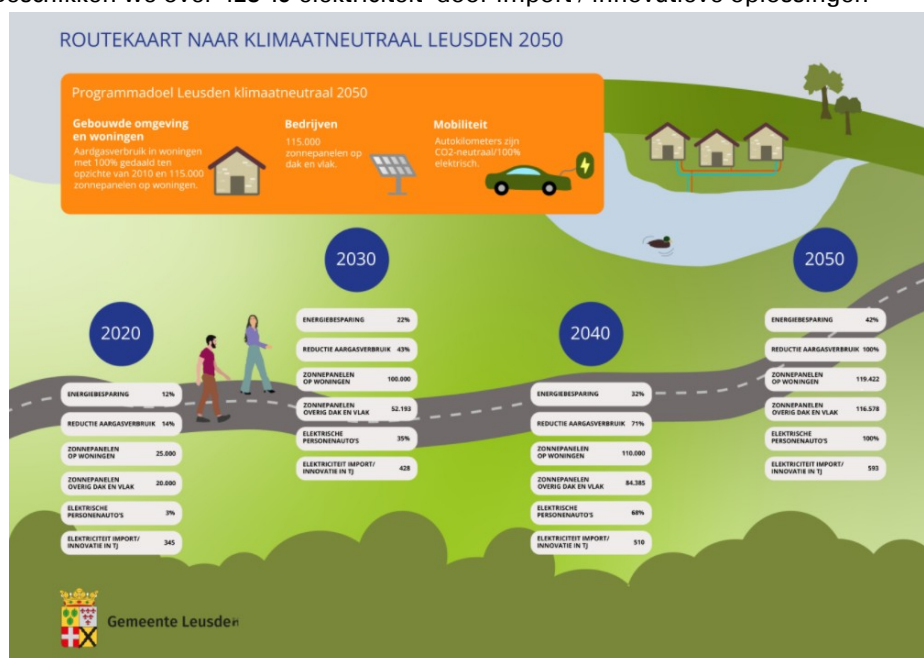 beschikken we over 428 TJ elektriciteit door import / innovatieve oplossingen
ROUTEKAART NAAR KLIMAATNEUTRAAL LEUSDEN 2050
Programmadoel Leusden klimaatneutraal 2050
Gebouwde omgeving
en woningen
Aardgasverbruik in woningen
met 100% gedaald ten
opzichte van 2010 en 115.000
zonnepanelen op woningen.
Bedrijven
115.000
zonnepanelen op
dak en vlak.
Mobiliteit
Autokilometers zijn
CO2-neutraal/100%
elektrisch.
2020
ENERGIEBESPARING 12%
REDUCTIE AARGASVERBRUIK 14%
ZONNEPANELEN
OP WONINGEN 25.000
ZONNEPANELEN
OVERIG DAK EN VLAK 20.000
ELEKTRISCHE
PERSONENAUTO'S 3%
ELEKTRICITEIT IMPORT/
INNOVATIE IN TJ 345
2030
ENERGIEBESPARING 22%
REDUCTIE AARGASVERBRUIK 43%
ZONNEPANELEN
OP WONINGEN 100.000
ZONNEPANELEN
OVERIG DAK EN VLAK 52.193
ELEKTRISCHE
PERSONENAUTO'S 35%
ELEKTRICITEIT IMPORT/
INNOVATIE IN TJ 428
2040
ENERGIEBESPARING 32%
REDUCTIE AARGASVERBRUIK 71%
ZONNEPANELEN
OP WONINGEN 110.000
ZONNEPANELEN
OVERIG DAK EN VLAK 84.385
ELEKTRISCHE
PERSONENAUTO'S 68%
ELEKTRICITEIT IMPORT/
INNOVATIE IN TJ 510
2050
ENERGIEBESPARING 42%
REDUCTIE AARGASVERBRUIK 100%
ZONNEPANELEN
OP WONINGEN 119.422
ZONNEPANELEN
OVERIG DAK EN VLAK 116.578
ELEKTRISCHE
PERSONENAUTO'S 100%
ELEKTRICITEIT IMPORT/
INNOVATIE IN TJ 593
Gemeente Leusden